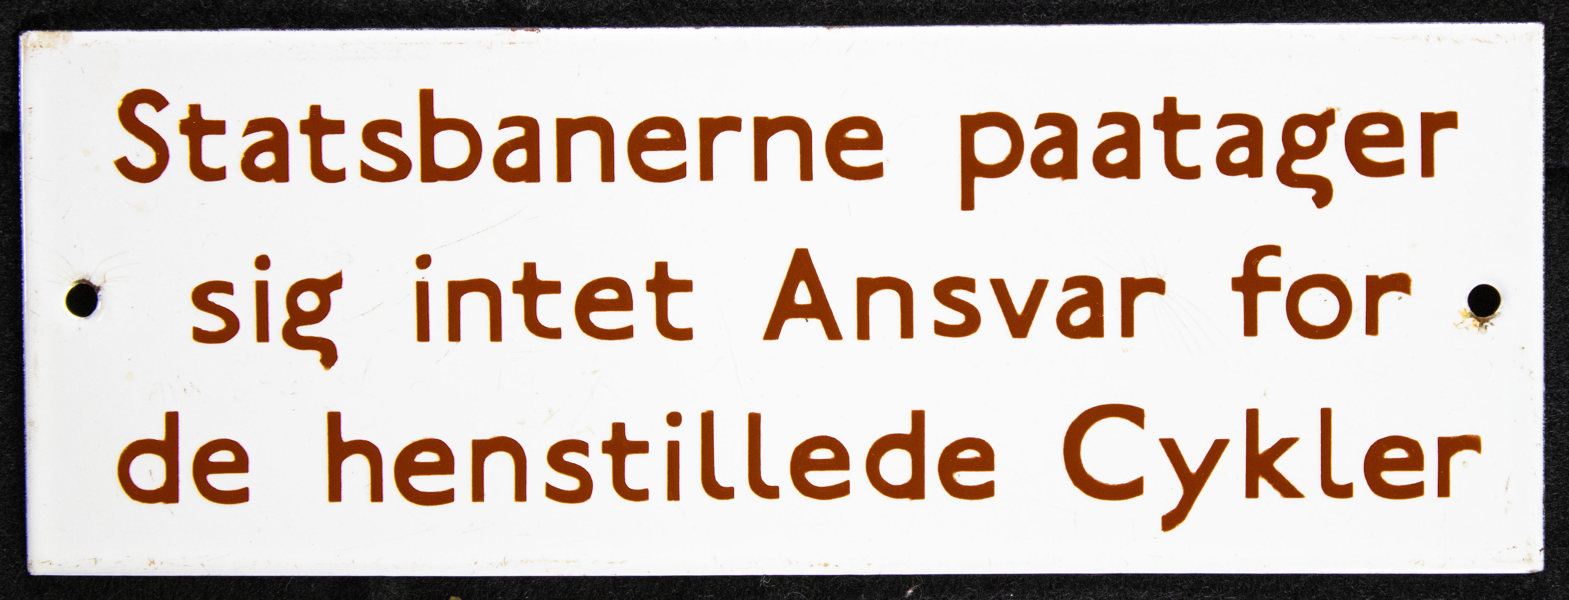 Statsbanerne paatager
sig intet Ansvar for
de henstillede Cykler